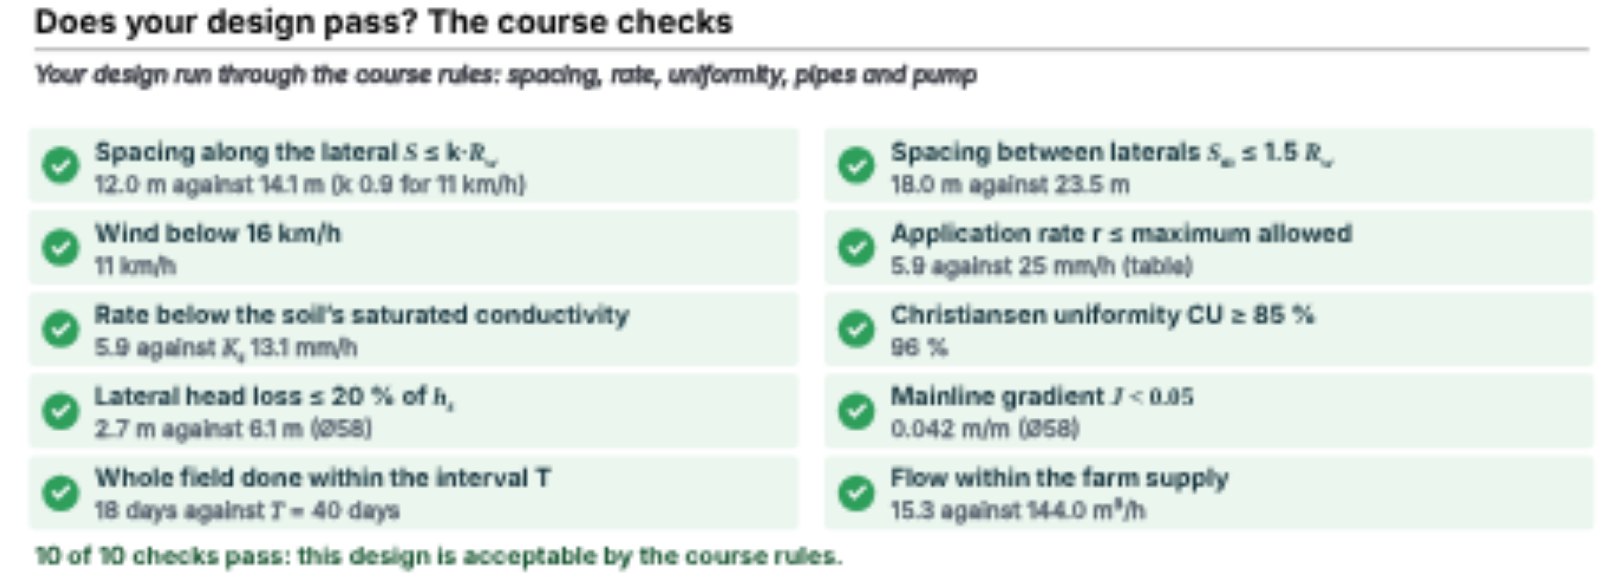 Does your design pass? The course checks
Your design run through the course rules: spacing, rate, uniformity, pipes and pump
Spacing along the lateral S ≤ k·R_w
12.0 m against 14.1 m (k 0.9 for 11 km/h)
Spacing between laterals S_m ≤ 1.5 R_w
18.0 m against 23.5 m
Wind below 16 km/h
11 km/h
Application rate r ≤ maximum allowed
5.9 against 25 mm/h (table)
Rate below the soil's saturated conductivity
5.9 against K_s 13.1 mm/h
Christiansen uniformity CU ≥ 85 %
96 %
Lateral head loss ≤ 20 % of h_s
2.7 m against 6.1 m (Ø58)
Mainline gradient J < 0.05
0.042 m/m (Ø58)
Whole field done within the interval T
18 days against T = 40 days
Flow within the farm supply
15.3 against 144.0 m³/h
10 of 10 checks pass: this design is acceptable by the course rules.